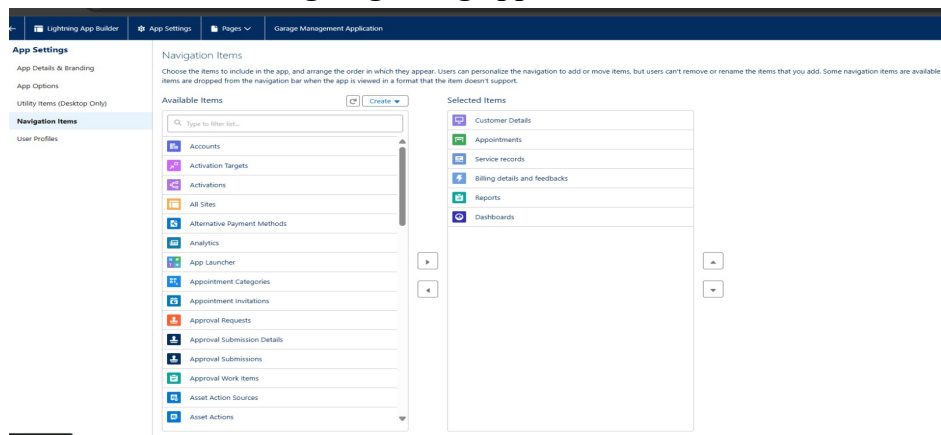 Lightning App Builder
App Settings
Pages
Garage Management Application
App Settings
App Details & Branding
App Options
Utility Items (Desktop Only)
Navigation Items
User Profiles
Navigation Items
Choose the items to include in the app, and arrange the order in which they appear. Users can personalize the navigation to add or move items, but users can't remove or rename the items that you add. Some navigation items are available
items are dropped from the navigation bar when the app is viewed in a format that the item doesn't support.
Available Items
Create
Type to filter list...
Accounts
Activation Targets
Activations
All Sites
Alternative Payment Methods
Analytics
App Launcher
Appointment Categories
Appointment Invitations
Approval Requests
Approval Submission Details
Approval Submissions
Approval Work Items
Asset Action Sources
Asset Actions
Selected Items
Customer Details
Appointments
Service records
Billing details and feedbacks
Reports
Dashboards